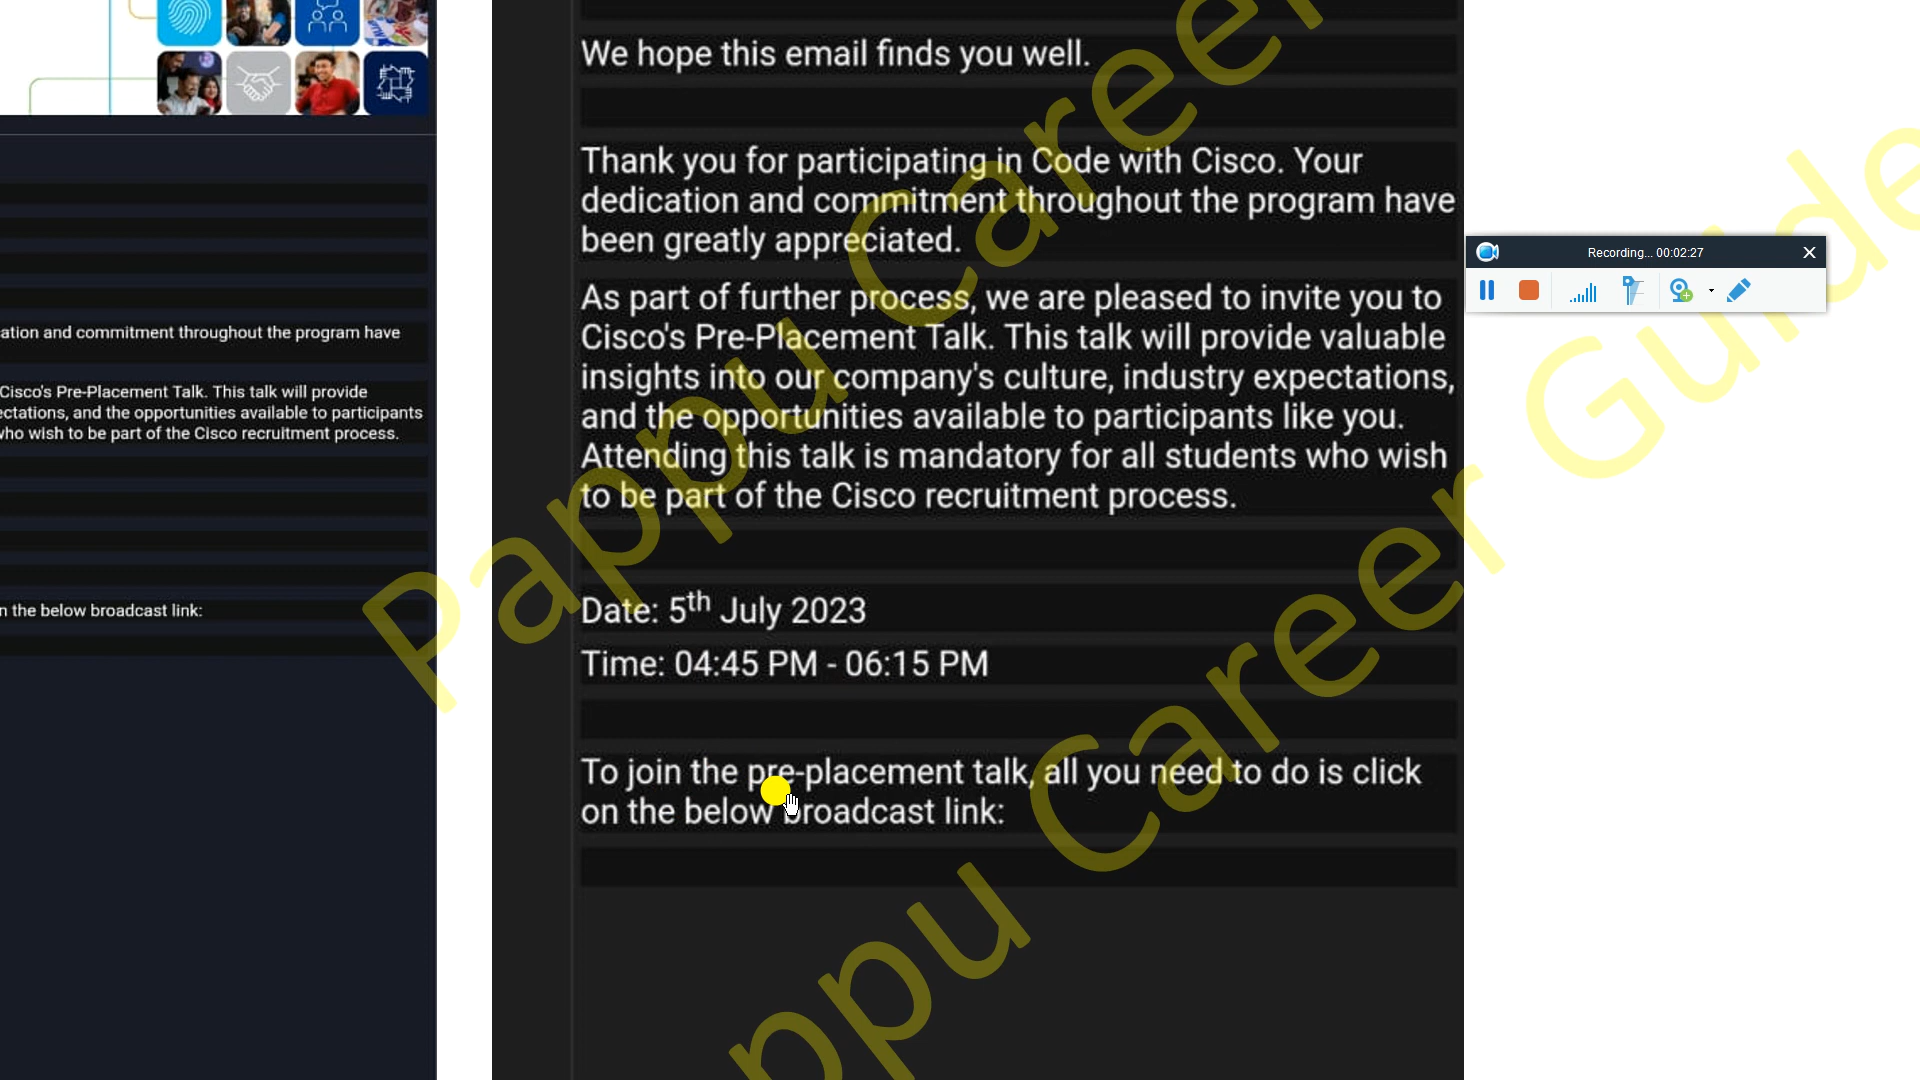 ation and commitment throughout the program have
Cisco's Pre-Placement Talk. This talk will provide
ectations, and the opportunities available to participants
who wish to be part of the Cisco recruitment process.
n the below broadcast link:
We hope this email finds you well.
Thank you for participating in Code with Cisco. Your
dedication and commitment throughout the program have
been greatly appreciated.
As part of further process, we are pleased to invite you to
Cisco's Pre-Placement Talk. This talk will provide valuable
insights into our company's culture, industry expectations,
and the opportunities available to participants like you.
Attending this talk is mandatory for all students who wish
to be part of the Cisco recruitment process.
Date: 5th July 2023
Time: 04:45 PM - 06:15 PM
To join the pre-placement talk, all you need to do is click
on the below broadcast link:
Recording... 00:02:27
Pappu Career
ppu Career Guide